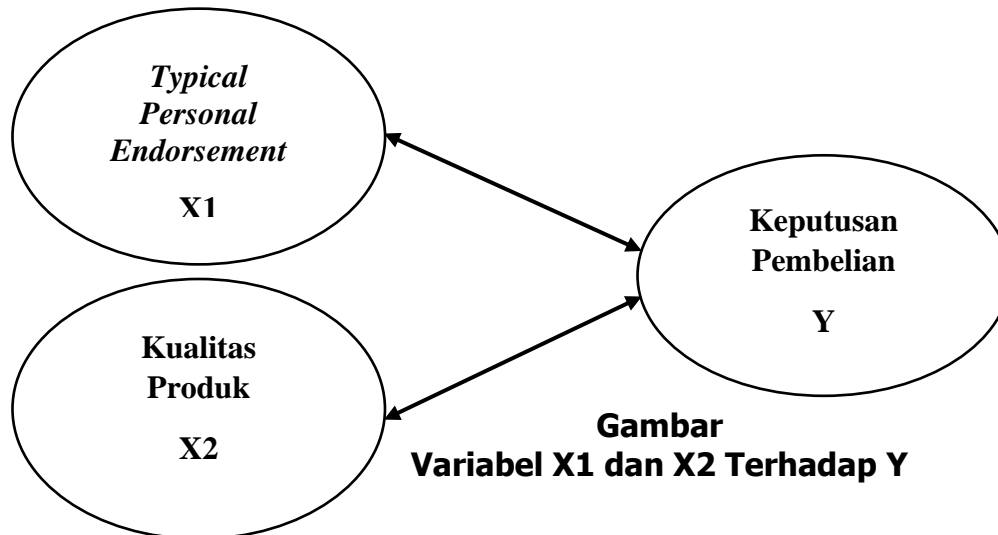 Typical
Personal
Endorsement
X1
Keputusan
Pembelian
Y
Kualitas
Produk
X2
Gambar
Variabel X1 dan X2 Terhadap Y